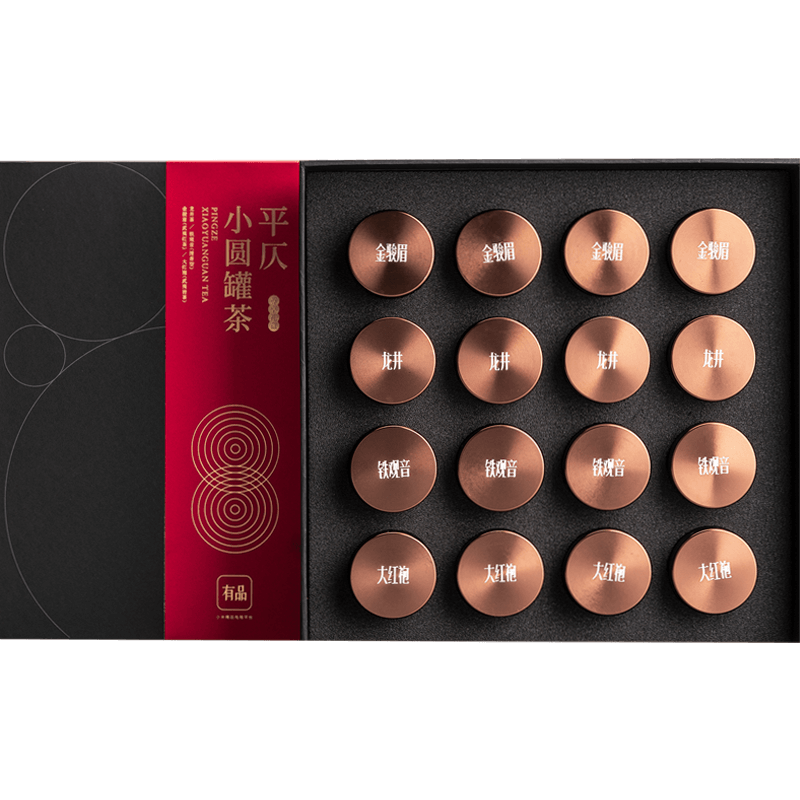 平仄
小圆罐茶
PINGZE
XIAOYUANGUAN TEA
有品
金骏眉 金骏眉 金骏眉 金骏眉
龙井 龙井 龙井 龙井
铁观音 铁观音 铁观音 铁观音
大红袍 大红袍 大红袍 大红袍